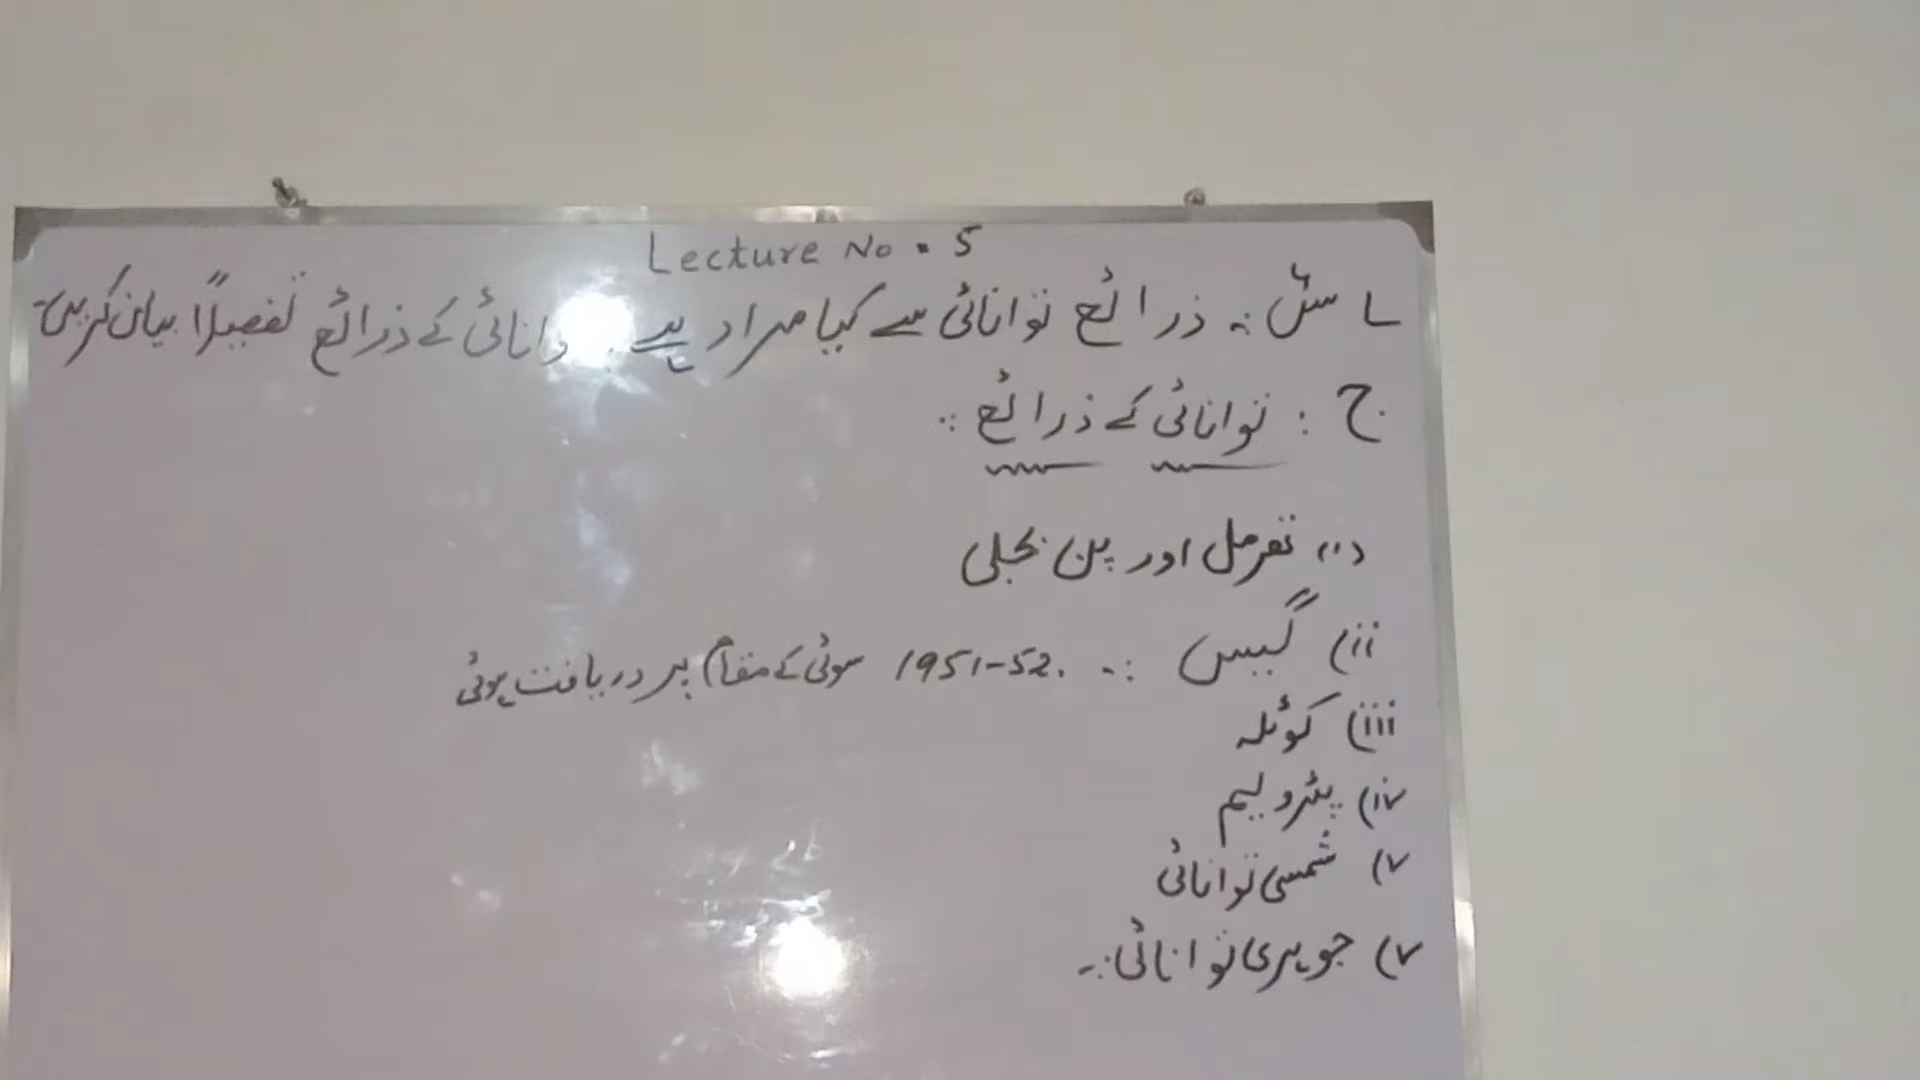 Lecture No. 5
س۱:۔ ذرائع توانائی سے کیا مراد ہے توانائی کے ذرائع تفصیلاً بیان کریں۔
ج : توانائی کے ذرائع :۔
(i) تھرمل اور پن بجلی
(ii) گیس :۔ 1951-52. سوئی کے مقام پر دریافت ہوئی
(iii) کوئلہ
(iv) پٹرولیم
(v) شمسی توانائی
(v) جوہری توانائی:۔